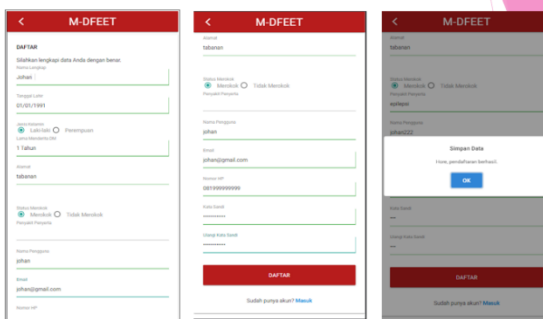 M-DFEET
DAFTAR
Silahkan lengkapi data Anda dengan benar.
Nama Lengkap
Johan
Tanggal Lahir
01/01/1991
Jenis Kelamin
Laki-laki Perempuan
Lama Menderita DM
1 Tahun
Alamat
tabanan
Status Merokok
Merokok Tidak Merokok
Penyakit Penyerta
Nama Pengguna
johan
Email
johan@gmail.com
Nomor HP
M-DFEET
Alamat
tabanan
Status Merokok
Merokok Tidak Merokok
Penyakit Penyerta
Nama Pengguna
johan
Email
johan@gmail.com
Nomor HP
Kata Sandi
Ulangi Kata Sandi
DAFTAR
Sudah punya akun? Masuk
M-DFEET
Alamat
tabanan
Status Merokok
Merokok Tidak Merokok
Penyakit Penyerta
epilepsi
Nama Pengguna
johan222
Simpan Data
Hore, pendaftaran berhasil.
OK
Kata Sandi
Ulangi Kata Sandi
DAFTAR
Sudah punya akun? Masuk